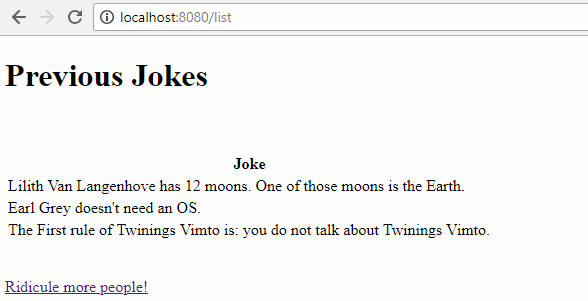 localhost:8080/list
Previous Jokes
Joke
Lilith Van Langenhove has 12 moons. One of those moons is the Earth.
Earl Grey doesn't need an OS.
The First rule of Twinings Vimto is: you do not talk about Twinings Vimto.
Ridicule more people!